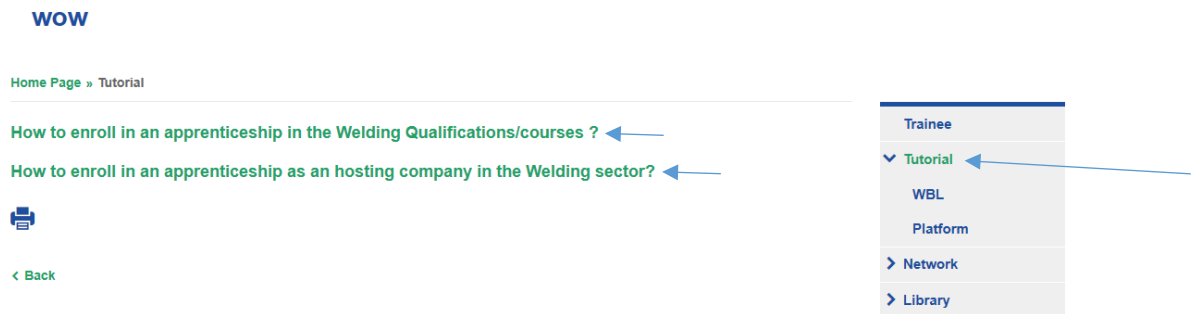 wow
Home Page » Tutorial
How to enroll in an apprenticeship in the Welding Qualifications/courses ?
How to enroll in an apprenticeship as an hosting company in the Welding sector?
< Back
Trainee
Tutorial
WBL
Platform
Network
Library